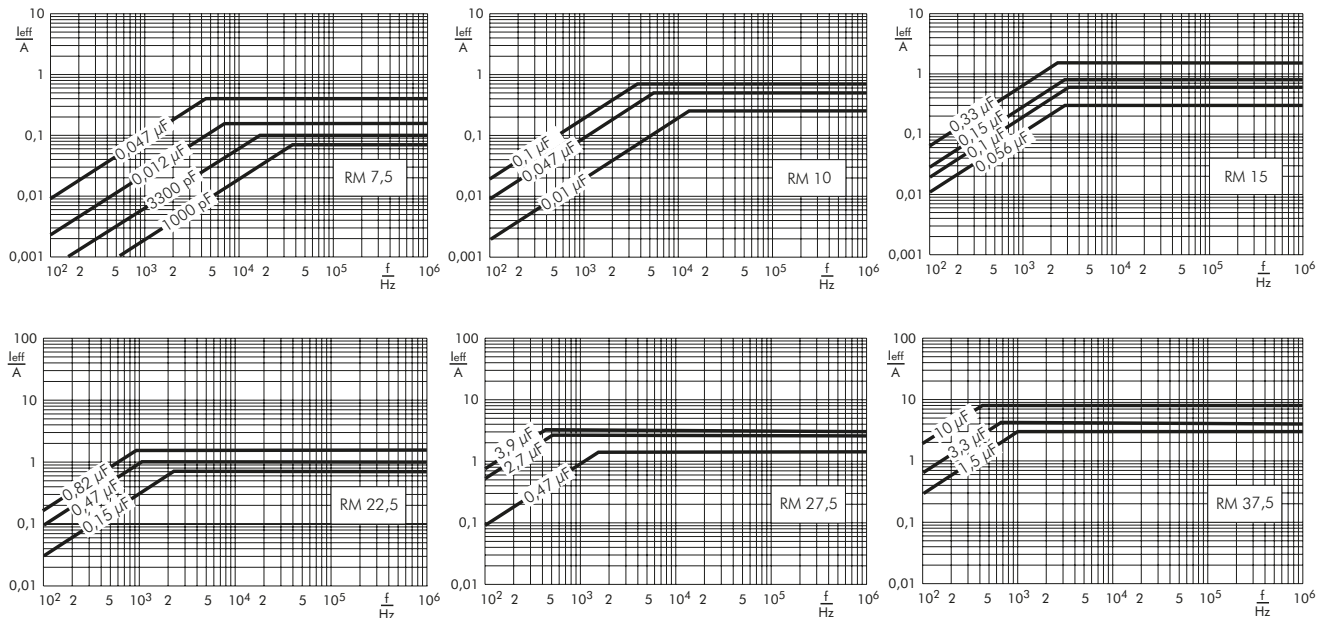 10
Ieff
A
1
0,1
0,01
0,001
0,047 µF
0,012 µF
3300 pF
1000 pF
RM 7,5
10² 2 5 10³ 2 5 10⁴ 2 5 10⁵ f/Hz 10⁶
10
Ieff
A
1
0,1
0,01
0,001
0,1 µF
0,047 µF
0,01 µF
RM 10
10² 2 5 10³ 2 5 10⁴ 2 5 10⁵ f/Hz 10⁶
10
Ieff
A
1
0,1
0,01
0,001
0,33 µF
0,15 µF
0,1 µF
0,056 µF
RM 15
10² 2 5 10³ 2 5 10⁴ 2 5 10⁵ f/Hz 10⁶
100
Ieff
A
10
1
0,1
0,01
0,82 µF
0,47 µF
0,15 µF
RM 22,5
10² 2 5 10³ 2 5 10⁴ 2 5 10⁵ f/Hz 10⁶
100
Ieff
A
10
1
0,1
0,01
3,9 µF
2,7 µF
0,47 µF
RM 27,5
10² 2 5 10³ 2 5 10⁴ 2 5 10⁵ f/Hz 10⁶
100
Ieff
A
10
1
0,1
0,01
10 µF
3,3 µF
1,5 µF
RM 37,5
10² 2 5 10³ 2 5 10⁴ 2 5 10⁵ f/Hz 10⁶